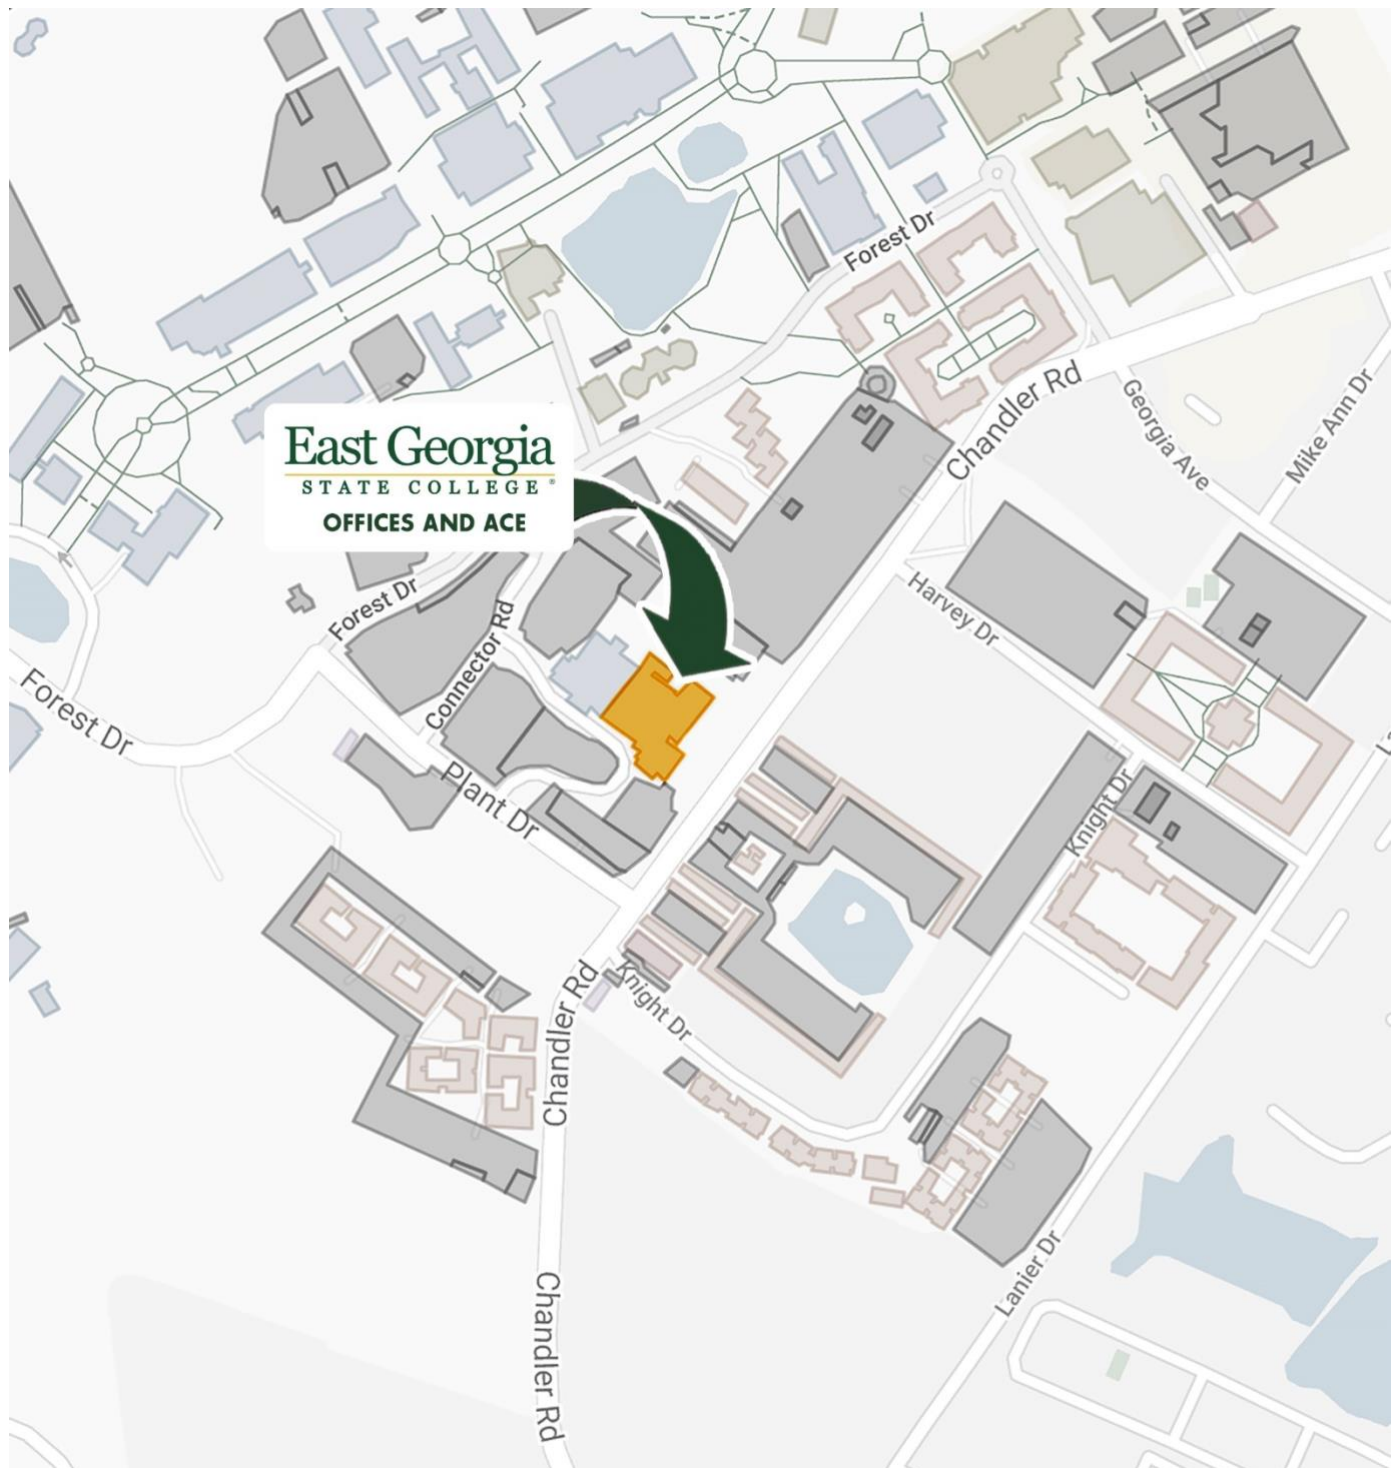 Forest Dr
Chandler Rd
Georgia Ave
Mike Ann Dr
East Georgia
STATE COLLEGE®
OFFICES AND ACE
Harvey Dr
Forest Dr
Connector Rd
Forest Dr
Plant Dr
Knight Dr
Chandler Rd
Knight Dr
Lanier Dr
Chandler Rd